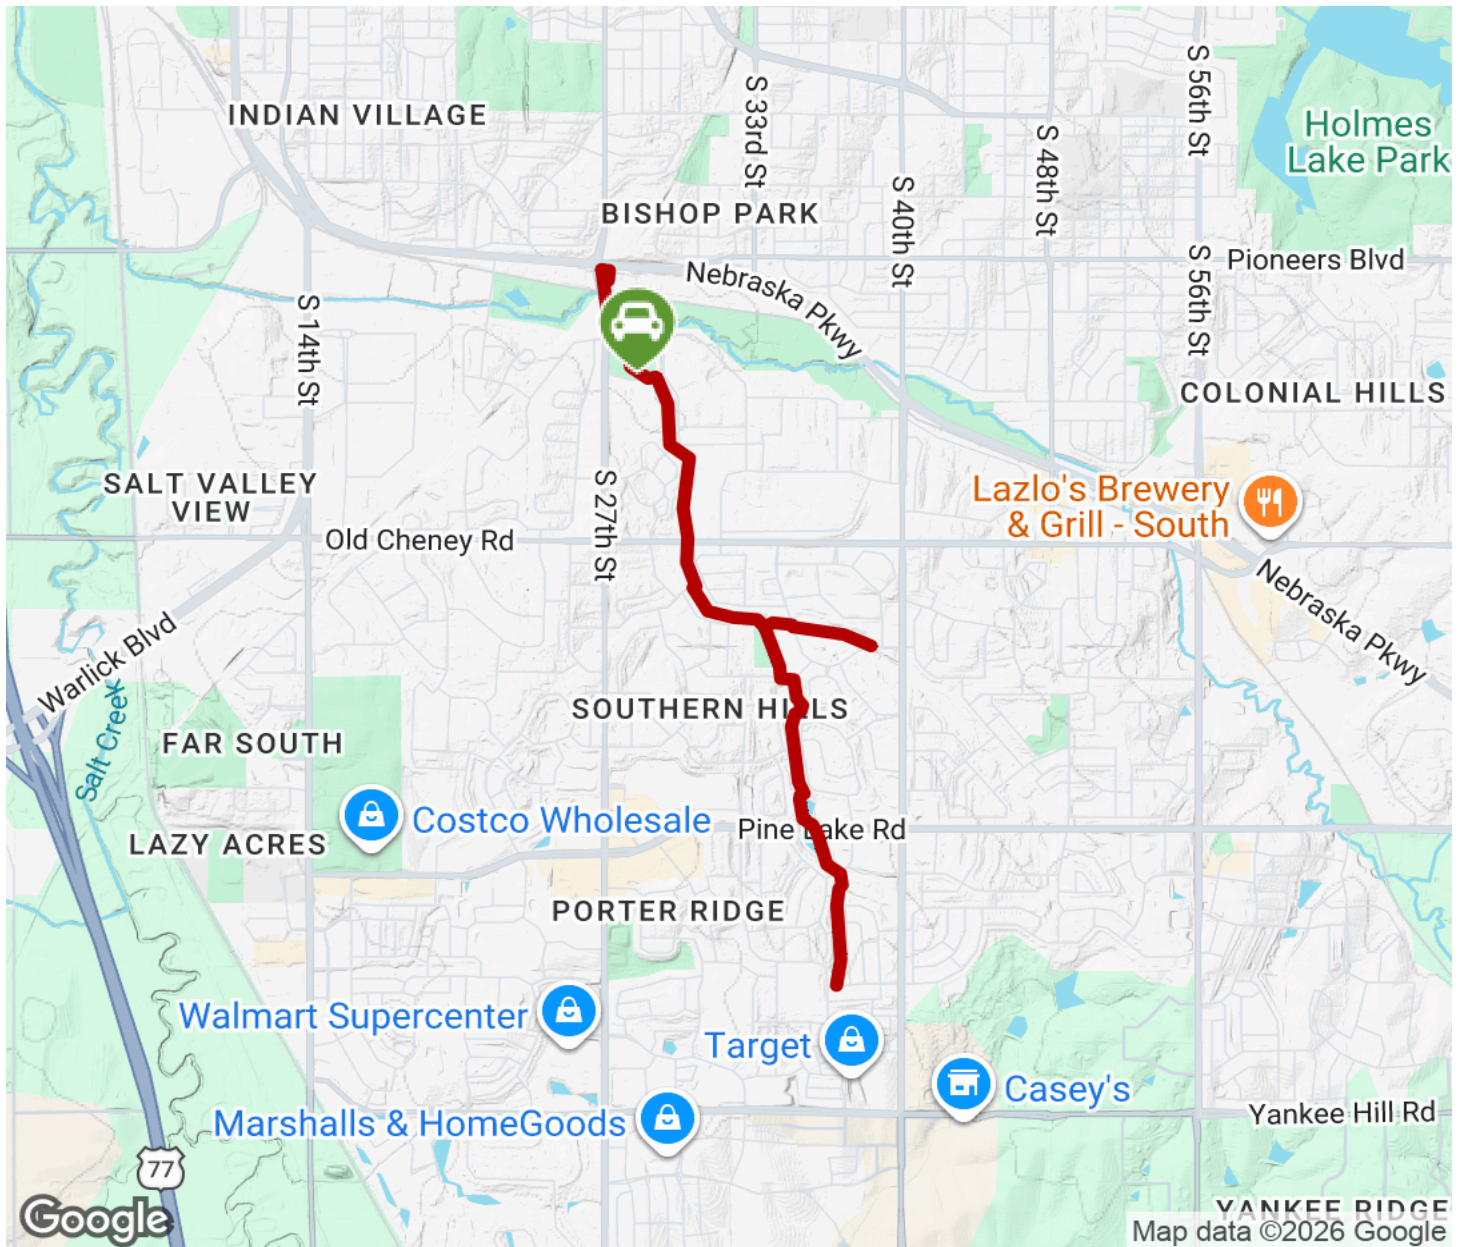 INDIAN VILLAGE
S 33rd St
S 56th St
Holmes
Lake Park
S 48th St
S 40th St
BISHOP PARK
Pioneers Blvd
Nebraska Pkwy
S 56th St
S 14th St
COLONIAL HILLS
SALT VALLEY
VIEW
S 27th St
Lazlo's Brewery
& Grill - South
Old Cheney Rd
Nebraska Pkwy
Warlick Blvd
Salt Creek
SOUTHERN HILLS
FAR SOUTH
Costco Wholesale
Pine Lake Rd
LAZY ACRES
PORTER RIDGE
Walmart Supercenter
Target
Casey's
Marshalls & HomeGoods
Yankee Hill Rd
77
YANKEE RIDGE
Google
Map data ©2026 Google